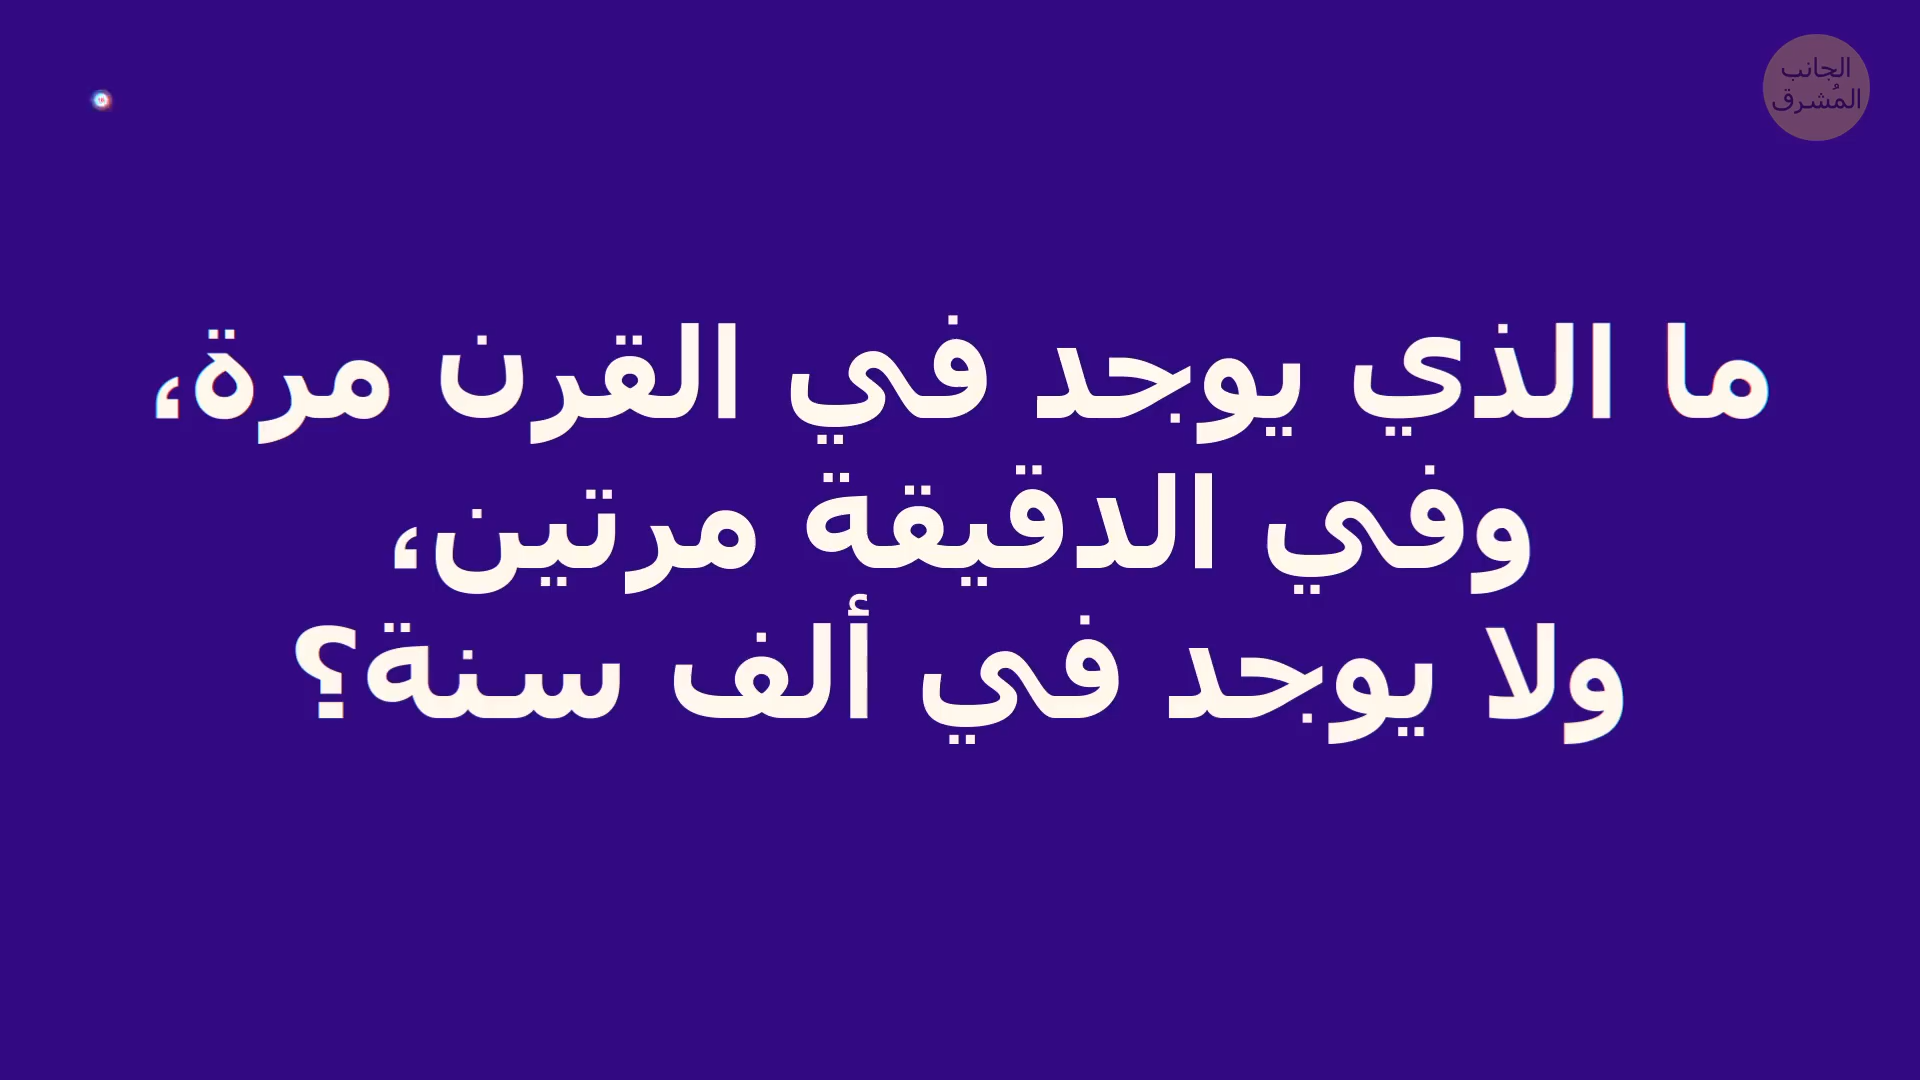 الجانب
المُشرق
ما الذي يوجد في القرن مرة،
وفي الدقيقة مرتين،
ولا يوجد في ألف سنة؟